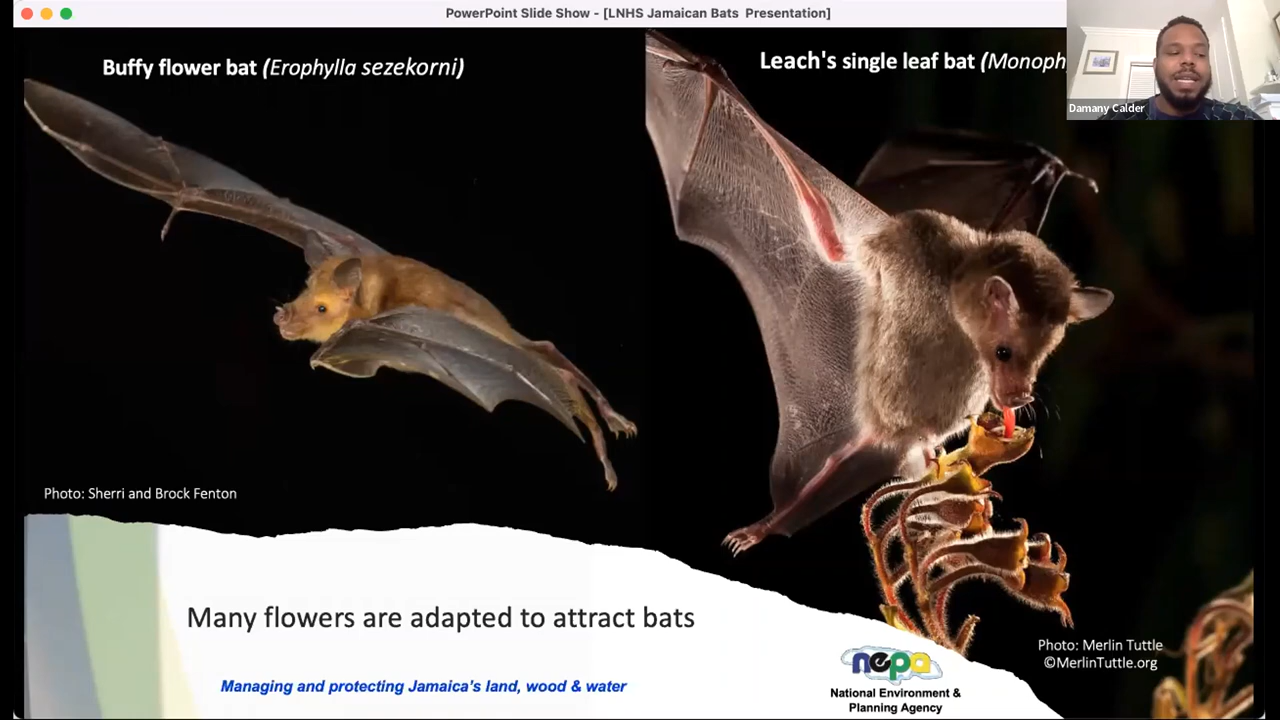 PowerPoint Slide Show - [LNHS Jamaican Bats Presentation]
Buffy flower bat (Erophylla sezekorni)
Leach's single leaf bat (Monoph
Damany Calder
Photo: Sherri and Brock Fenton
Many flowers are adapted to attract bats
Managing and protecting Jamaica's land, wood & water
nepa
National Environment &
Planning Agency
Photo: Merlin Tuttle
©MerlinTuttle.org